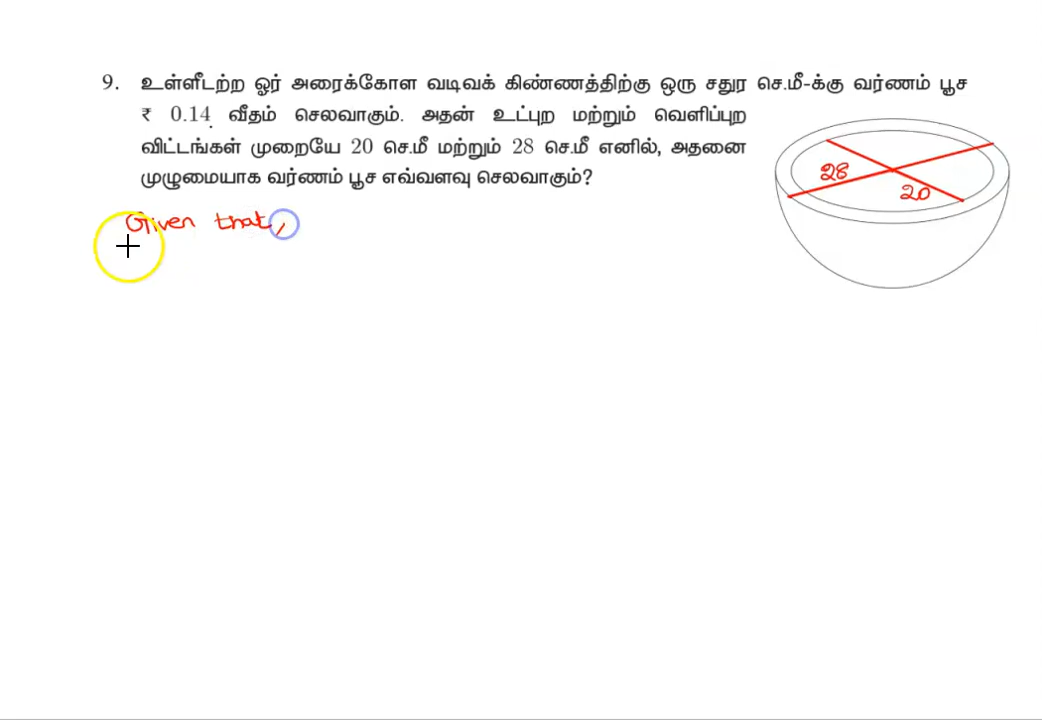 9. உள்ளீடற்ற ஓர் அரைக்கோள வடிவக் கிண்ணத்திற்கு ஒரு சதுர செ.மீ-க்கு வர்ணம் பூச
₹ 0.14 வீதம் செலவாகும். அதன் உட்புற மற்றும் வெளிப்புற
விட்டங்கள் முறையே 20 செ.மீ மற்றும் 28 செ.மீ எனில், அதனை
முழுமையாக வர்ணம் பூச எவ்வளவு செலவாகும்?
28
20
Given that,